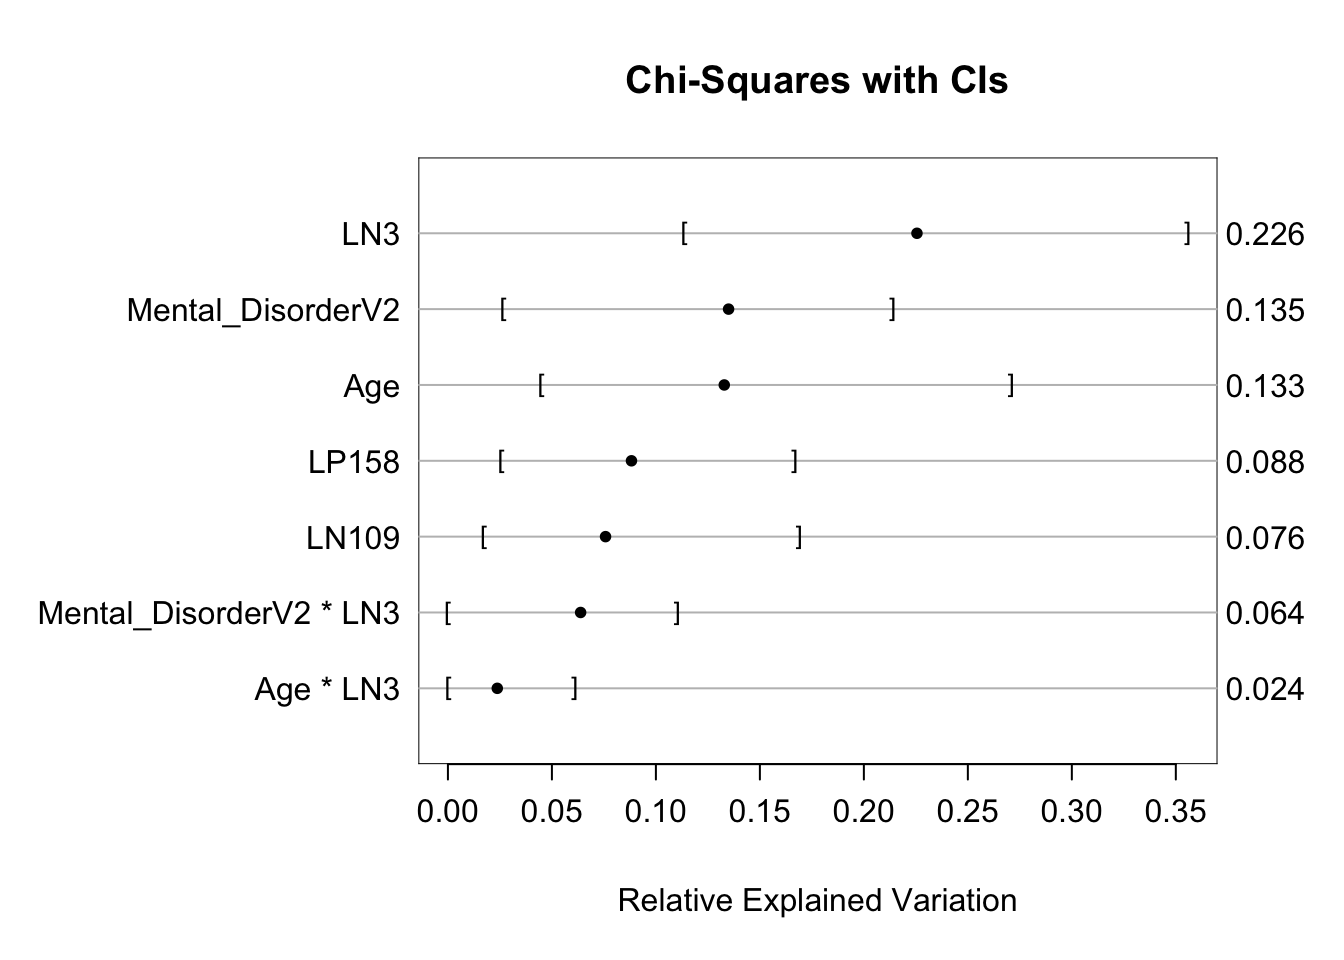 Chi-Squares with CIs
LN3 [ ] 0.226
Mental_DisorderV2 [ ] 0.135
Age [ ] 0.133
LP158 [ ] 0.088
LN109 [ ] 0.076
Mental_DisorderV2 * LN3 [ ] 0.064
Age * LN3 [ ] 0.024
0.00 0.05 0.10 0.15 0.20 0.25 0.30 0.35
Relative Explained Variation